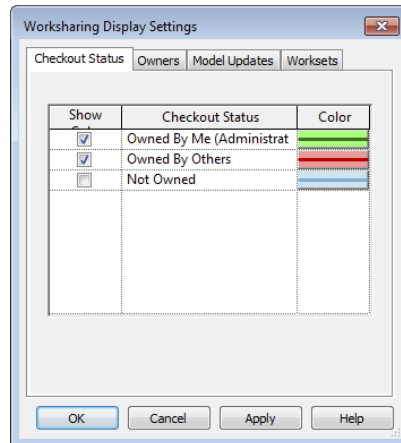 Worksharing Display Settings
Checkout Status Owners Model Updates Worksets
Show Checkout Status Color
Owned By Me (Administrat
Owned By Others
Not Owned
OK Cancel Apply Help